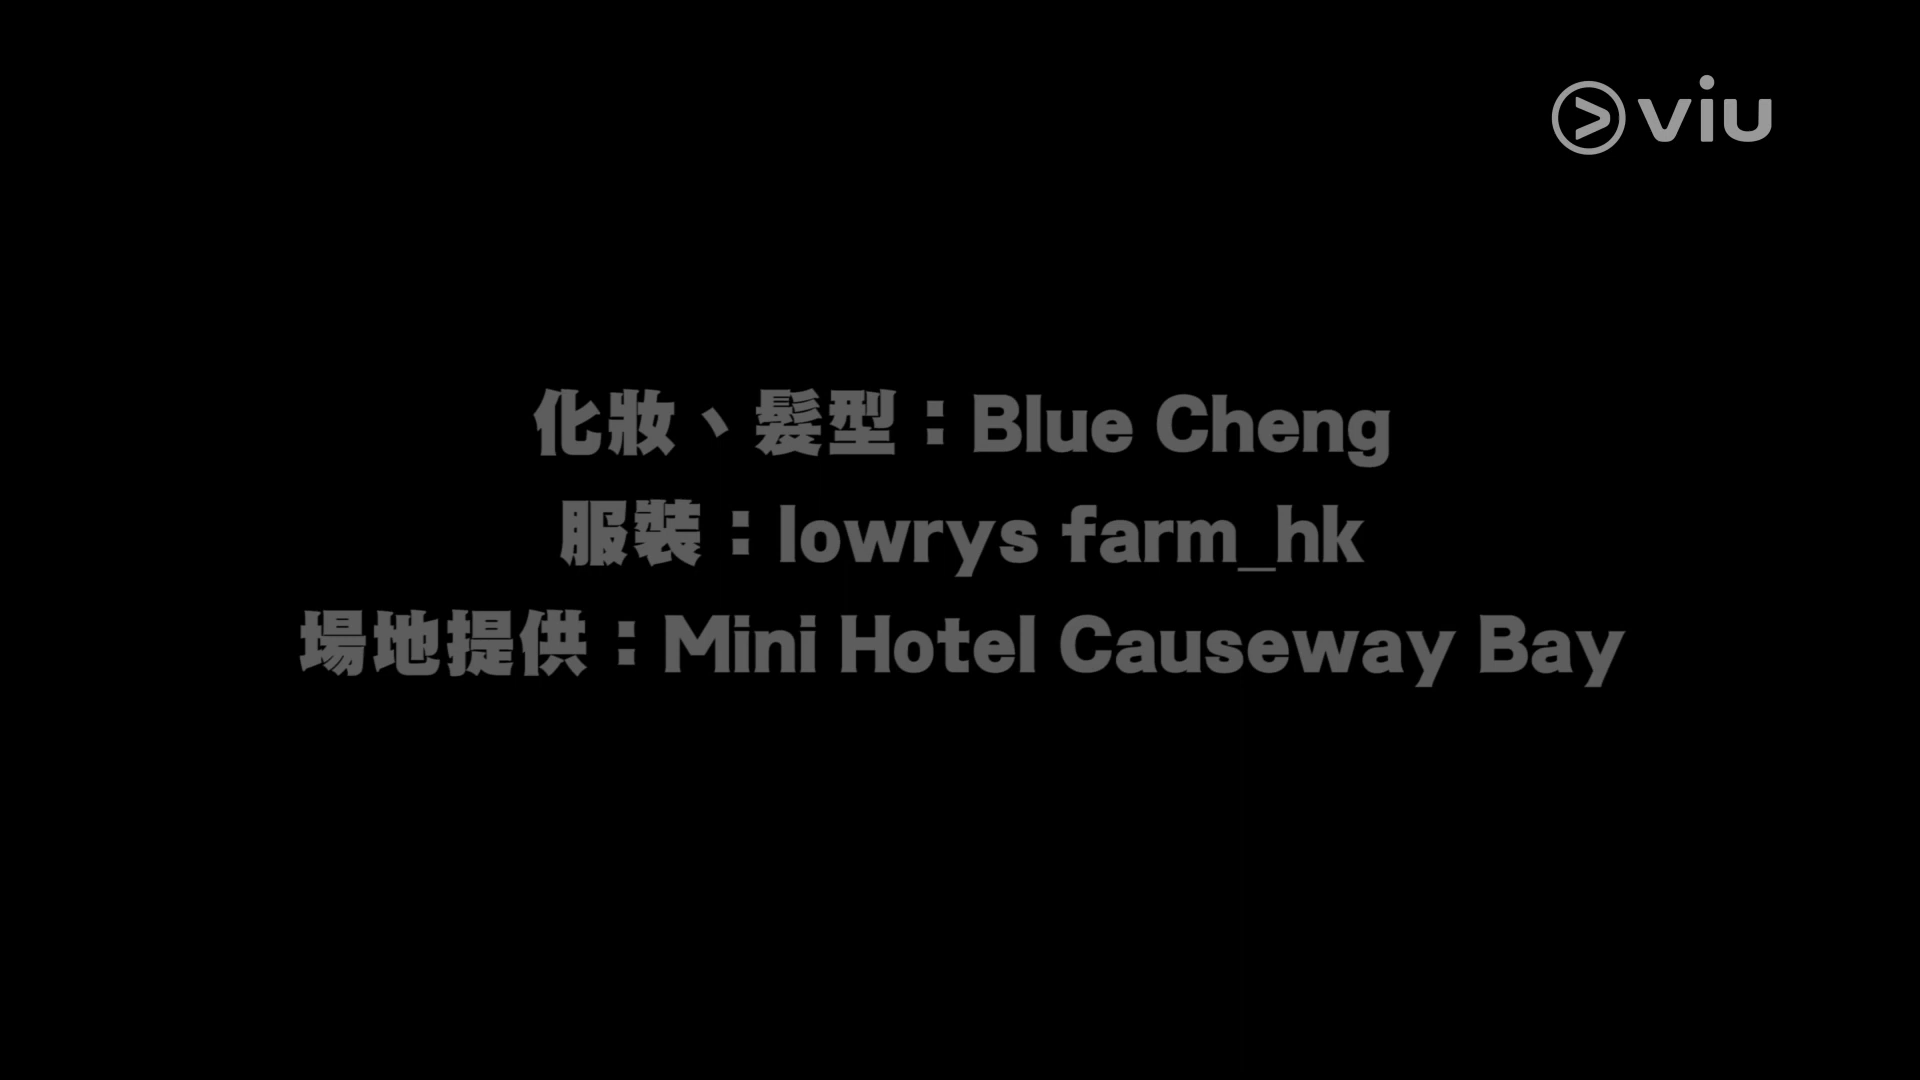 viu
化妝、髮型：Blue Cheng
服裝：lowrys farm_hk
場地提供：Mini Hotel Causeway Bay